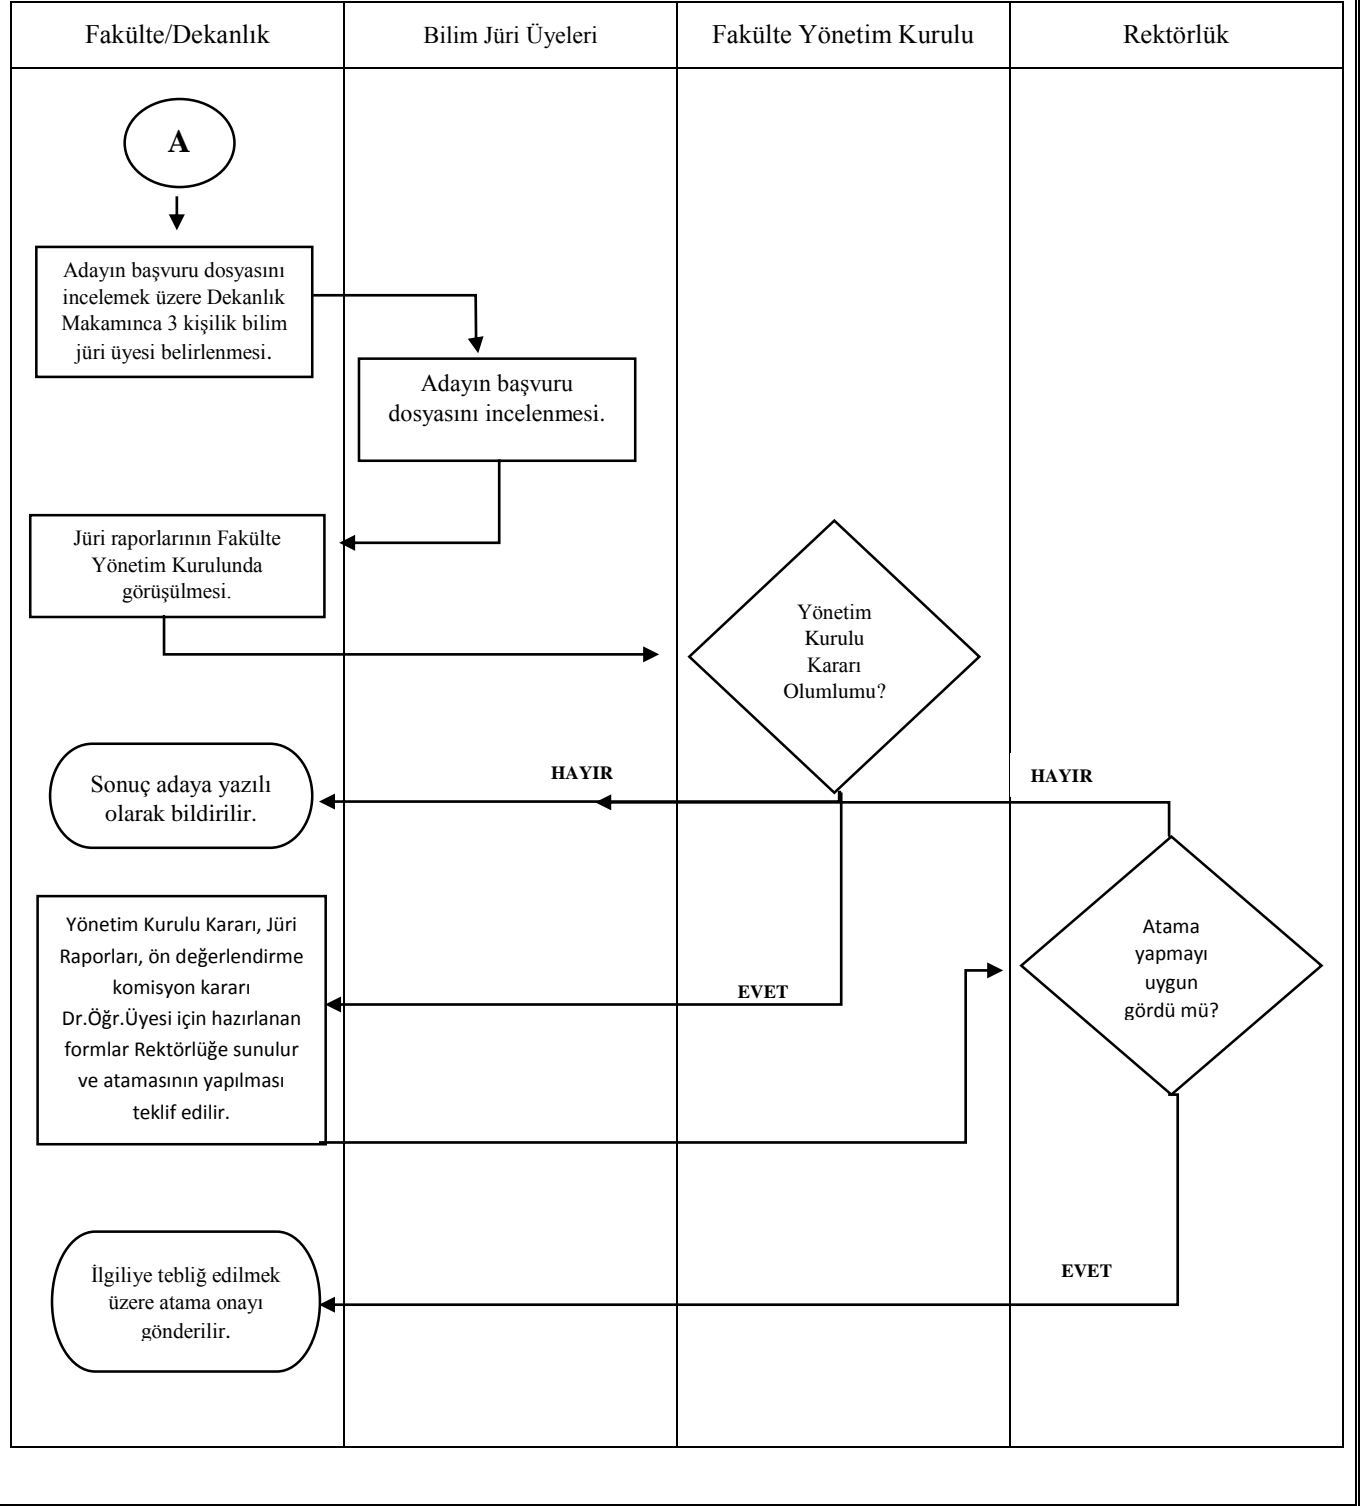 Fakülte/Dekanlık
Bilim Jüri Üyeleri
Fakülte Yönetim Kurulu
Rektörlük
A
Adayın başvuru dosyasını
incelemek üzere Dekanlık
Makamınca 3 kişilik bilim
jüri üyesi belirlenmesi.
Adayın başvuru
dosyasını incelenmesi.
Jüri raporlarının Fakülte
Yönetim Kurulunda
görüşülmesi.
Yönetim
Kurulu
Kararı
Olumlumu?
Sonuç adaya yazılı
olarak bildirilir.
HAYIR
HAYIR
Yönetim Kurulu Kararı, Jüri
Raporları, ön değerlendirme
komisyon kararı
Dr.Öğr.Üyesi için hazırlanan
formlar Rektörlüğe sunulur
ve atamasının yapılması
teklif edilir.
EVET
Atama
yapmayı
uygun
gördü mü?
İlgiliye tebliğ edilmek
üzere atama onayı
gönderilir.
EVET